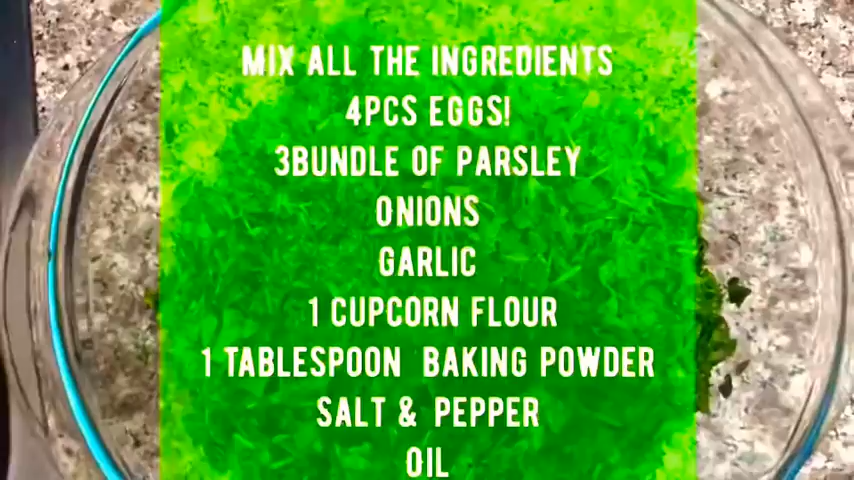 MIX ALL THE INGREDIENTS
4PCS EGGS!
3BUNDLE OF PARSLEY
ONIONS
GARLIC
1 CUPCORN FLOUR
1 TABLESPOON BAKING POWDER
SALT & PEPPER
OIL